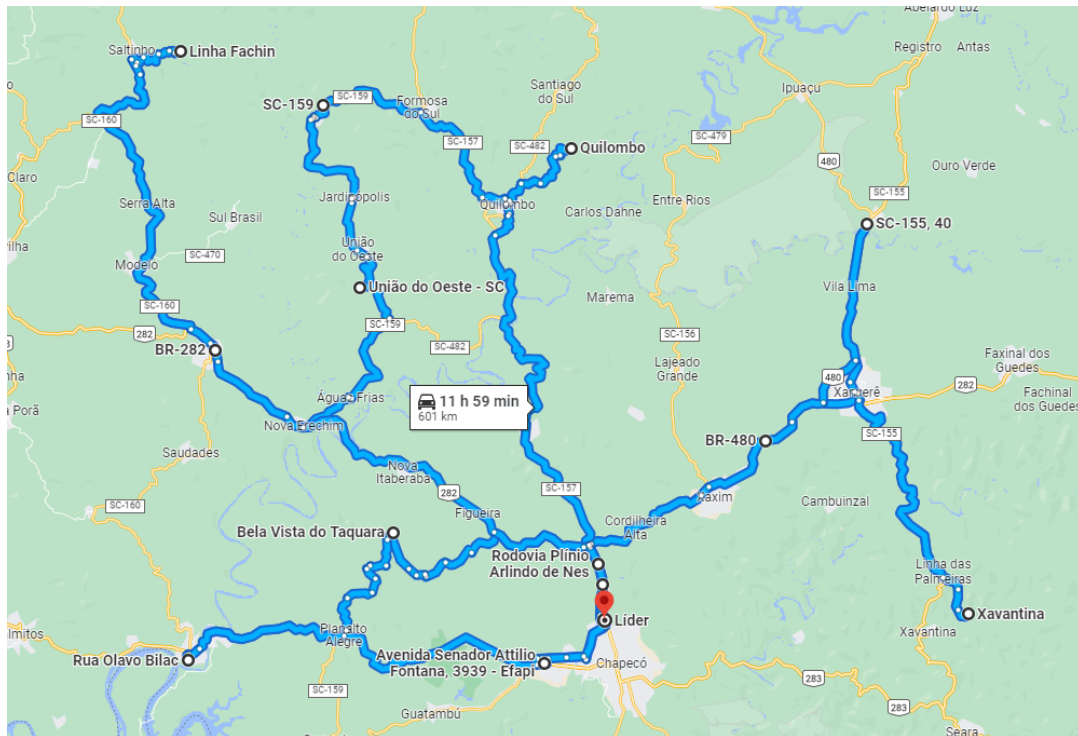 Abelardo Luz
Saltinho
Linha Fachin
Registro
Antas
SC-159
SC-159
Formosa
do Sul
Santiago
do Sul
Ipuaçu
SC-160
SC-157
SC-482
Quilombo
SC-479
480
Ouro Verde
Claro
Jardinópolis
Entre Rios
SC-155
Serra Alta
Sul Brasil
Quilombo
Carlos Dahne
SC-155, 40
União
do Oeste
Modelo
SC-470
União do Oeste - SC
Vila Lima
Marema
SC-160
SC-159
282
SC-156
BR-282
SC-482
Lajeado
Grande
Faxinal dos
Guedes
480
282
Xanxerê
Fachinal
dos Guedes
Águas Frias
11 h 59 min
601 km
Nova Erechim
BR-480
SC-155
Saudades
Nova
Itaberaba
282
SC-157
Xaxim
Cambuinzal
SC-160
Figueira
Cordilheira
Alta
Bela Vista do Taquara
Rodovia Plínio
Arlindo de Nes
Linha das
Palmeiras
Líder
Xavantina
Planalto
Alegre
Xavantina
Rua Olavo Bilac
Avenida Senador Attilio
Fontana, 3939 - Efapi
Chapecó
SC-159
283
Guatambú
283
Seara